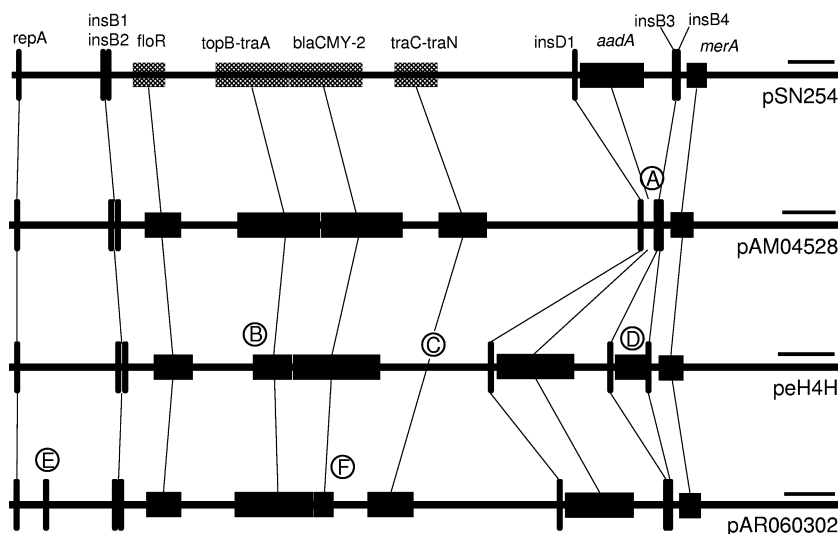 repA
insB1
insB2
floR
topB-traA
blaCMY-2
traC-traN
insD1
aadA
insB3
insB4
merA
pSN254
A
pAM04528
B
C
D
peH4H
E
F
pAR060302